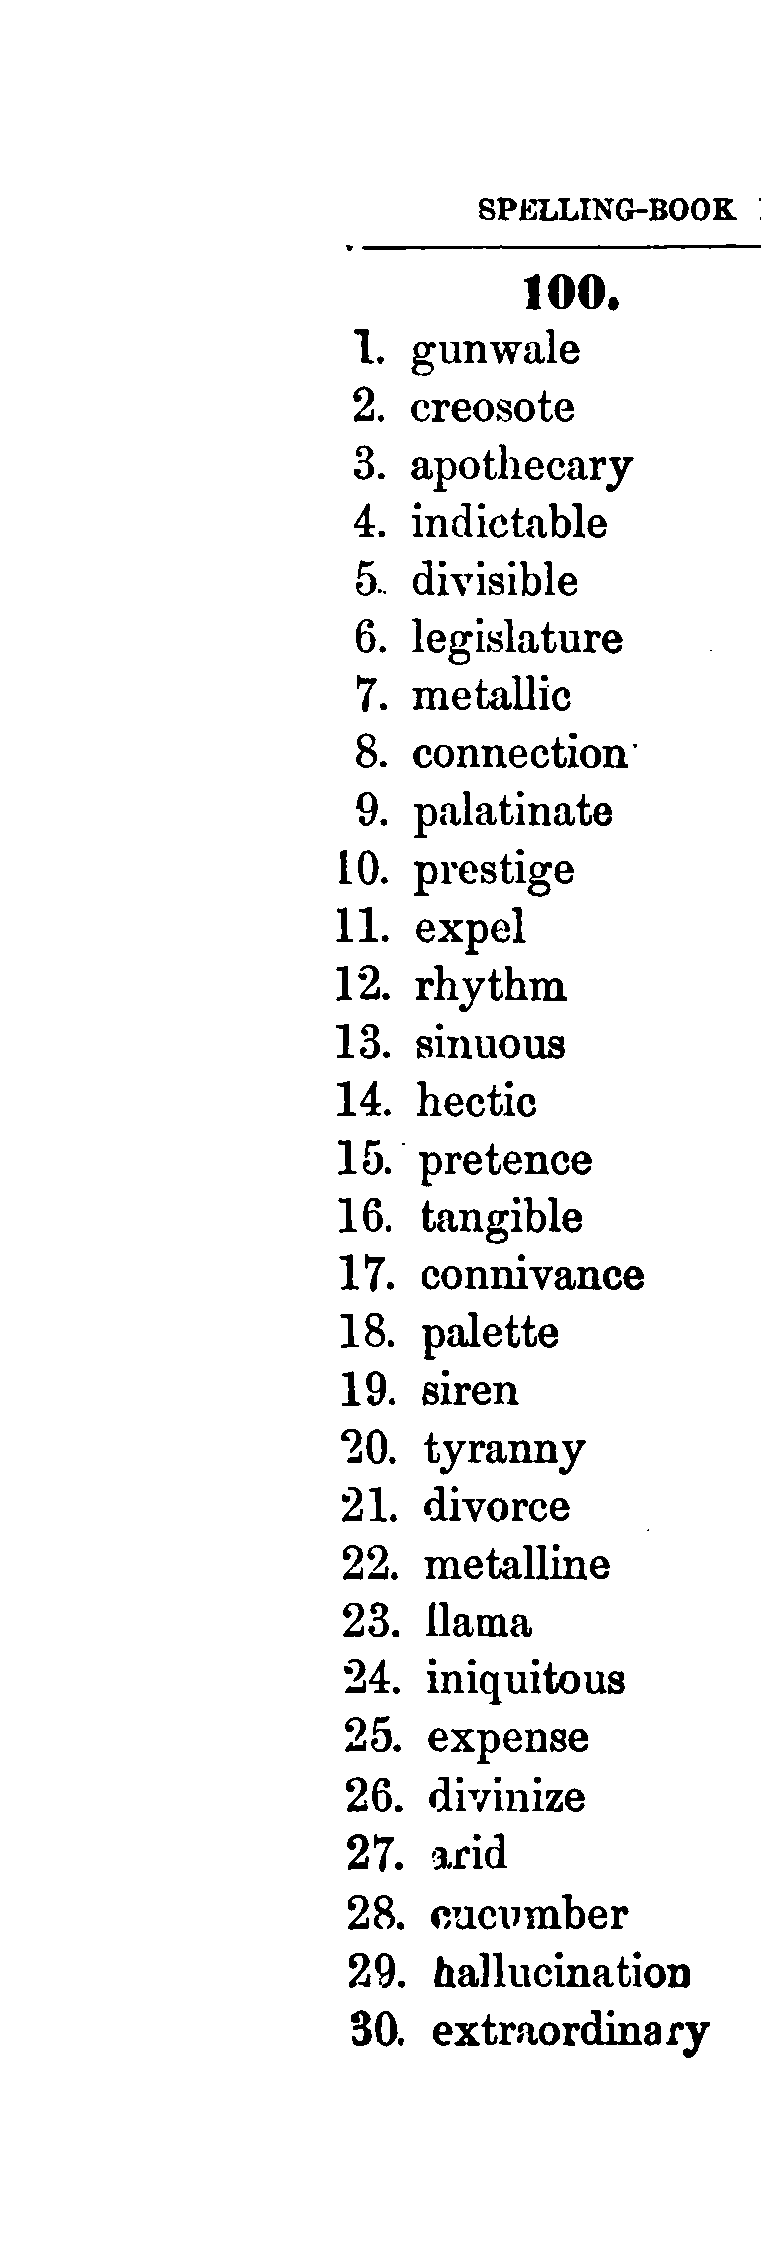 SPELLING-BOOK
100.
1. gunwale
2. creosote
3. apothecary
4. indictable
5. divisible
6. legislature
7. metallic
8. connection
9. palatinate
10. prestige
11. expel
12. rhythm
13. sinuous
14. hectic
15. pretence
16. tangible
17. connivance
18. palette
19. siren
20. tyranny
21. divorce
22. metalline
23. llama
24. iniquitous
25. expense
26. divinize
27. arid
28. cucumber
29. hallucination
30. extraordinary